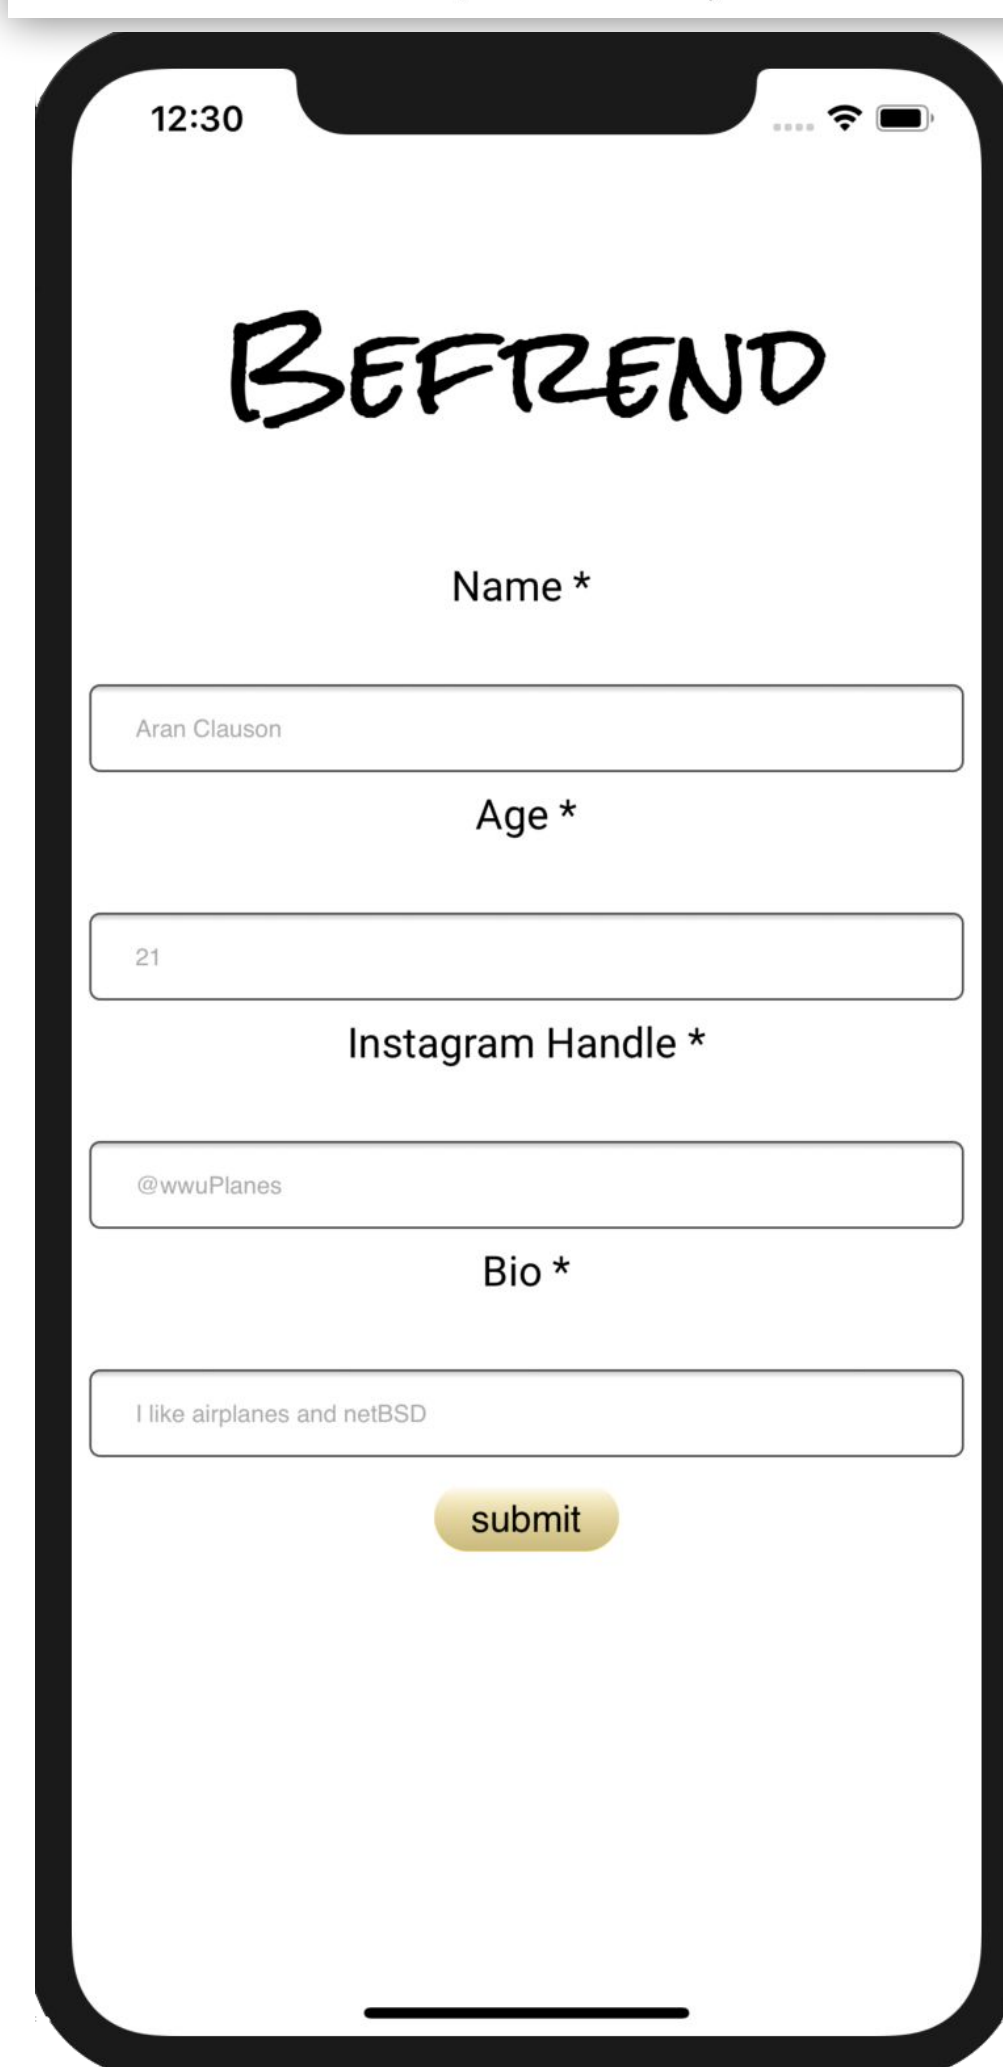 12:30
BEFREND
Name *
Aran Clauson
Age *
21
Instagram Handle *
@wwuPlanes
Bio *
I like airplanes and netBSD
submit